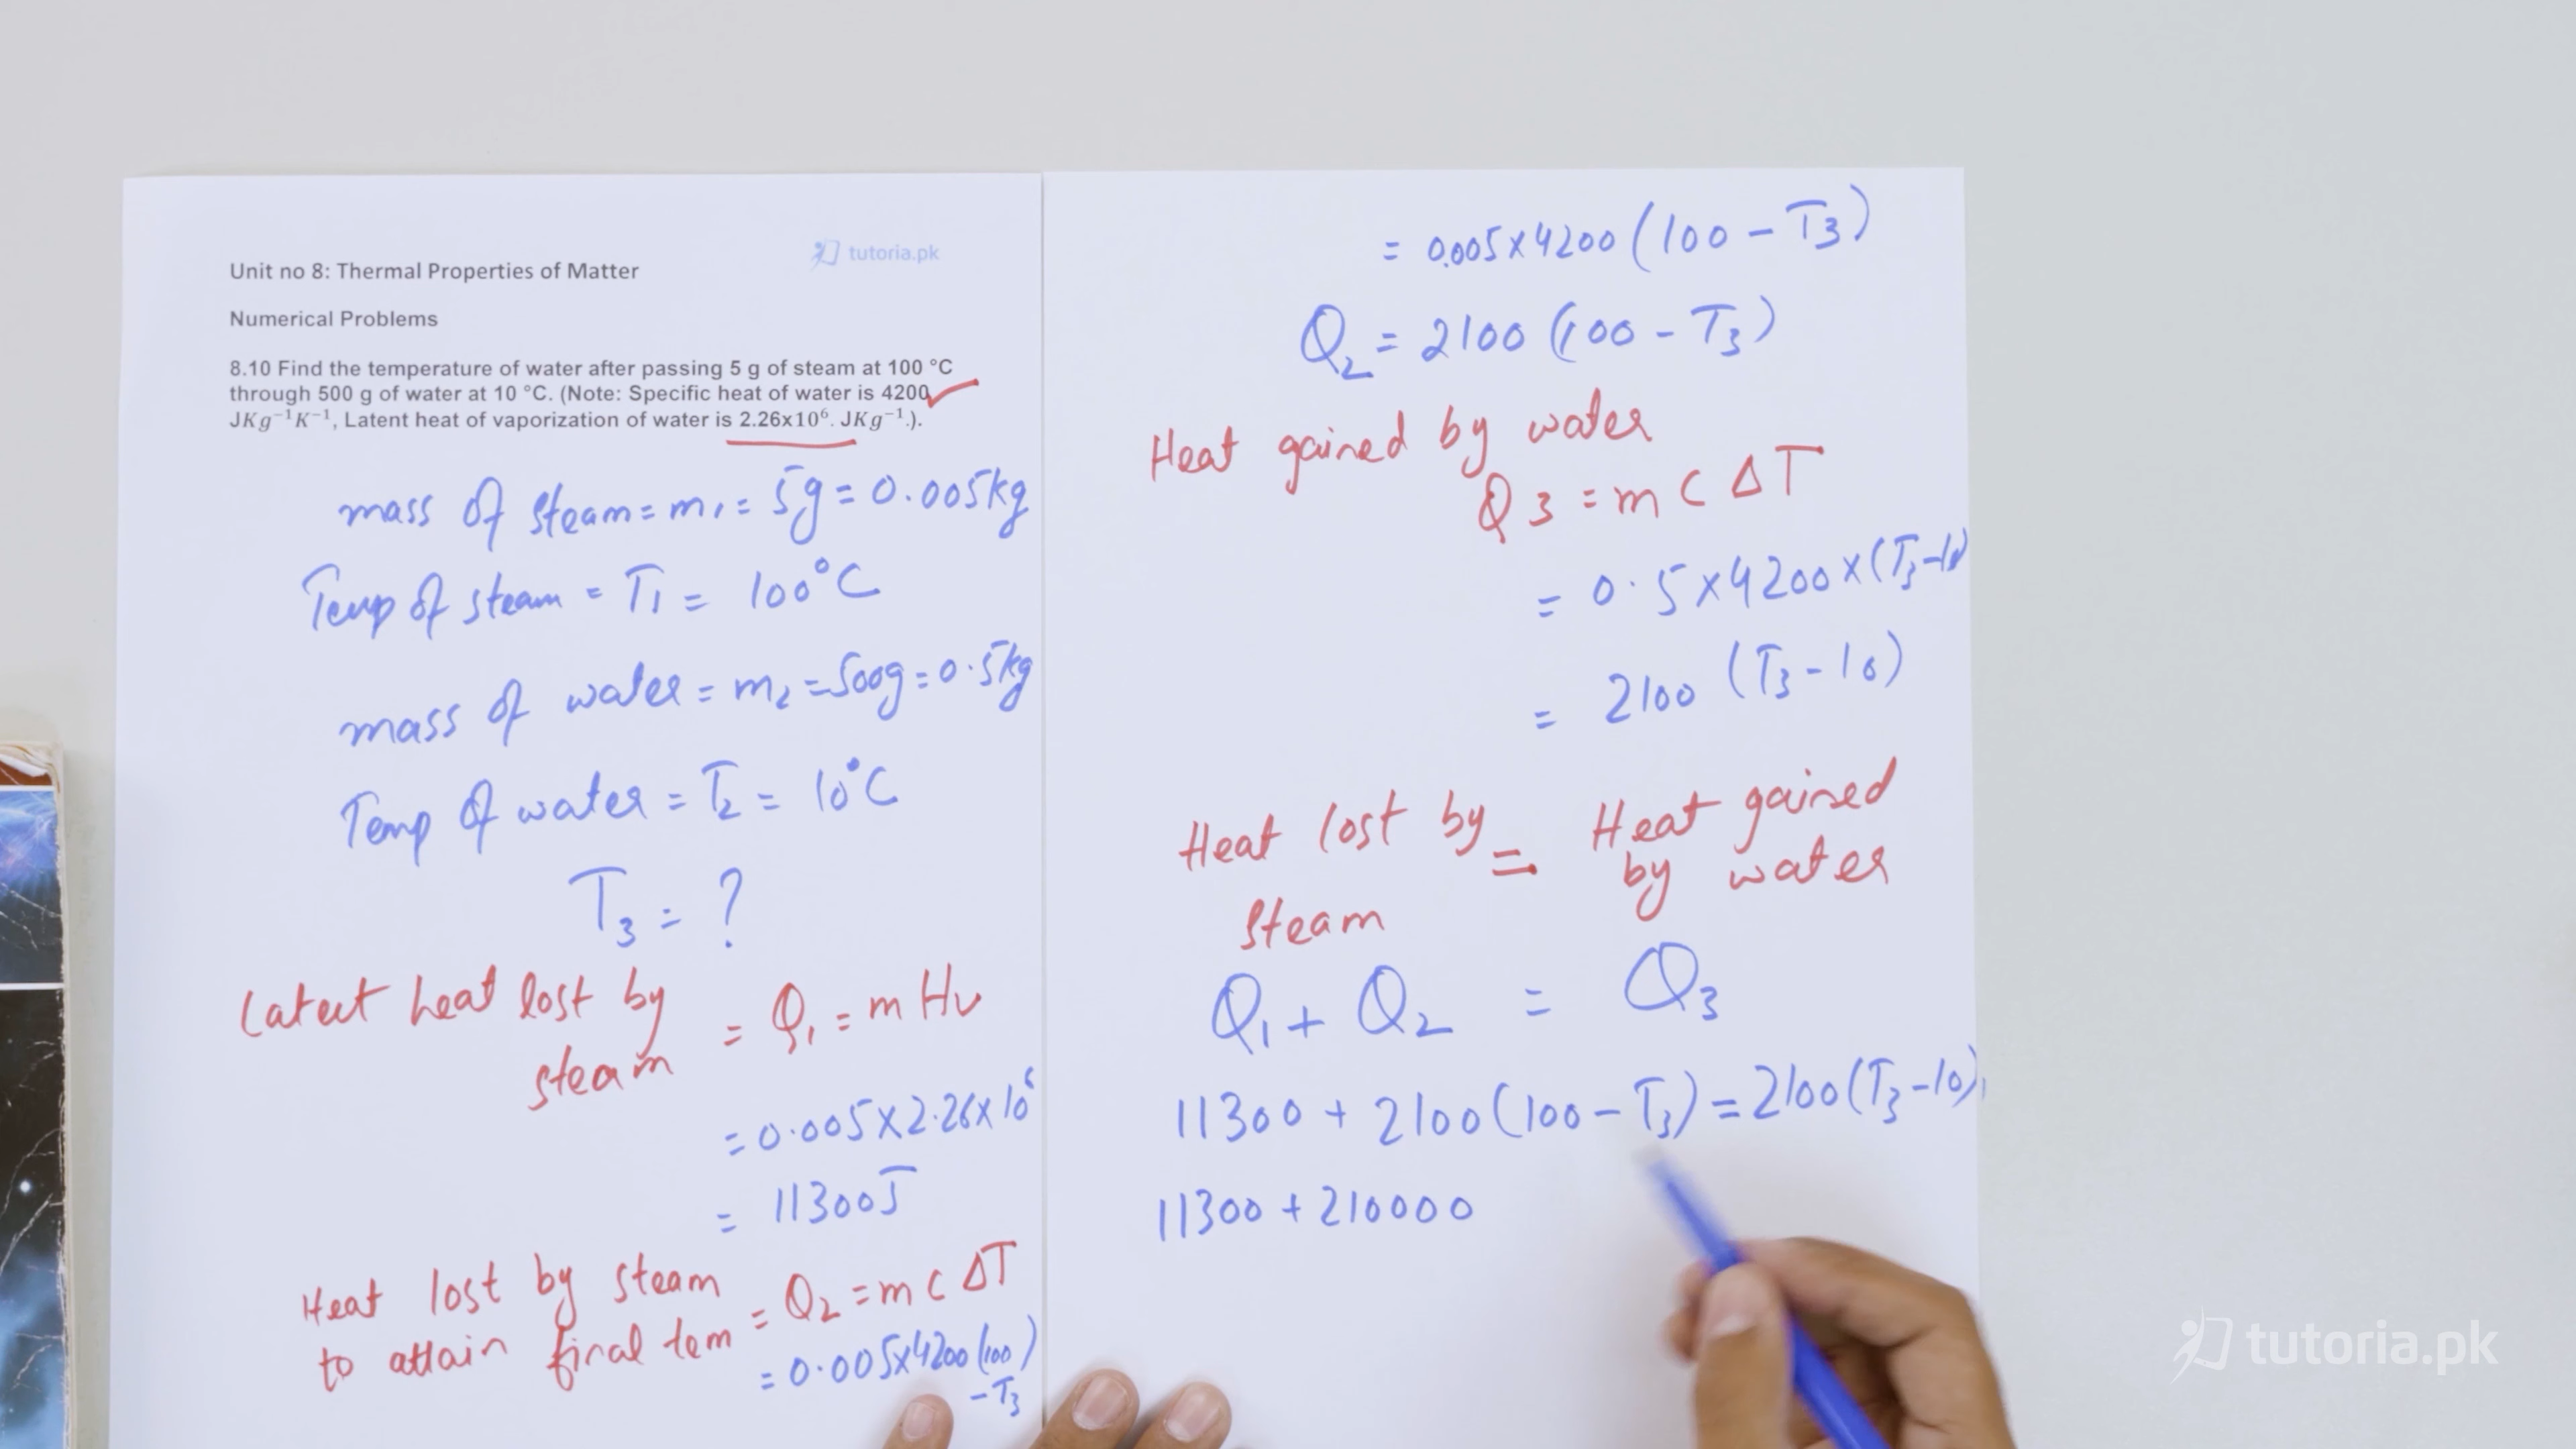 tutoria.pk
Unit no 8: Thermal Properties of Matter
Numerical Problems
8.10 Find the temperature of water after passing 5 g of steam at 100 °C
through 500 g of water at 10 °C. (Note: Specific heat of water is 4200
JKg⁻¹K⁻¹, Latent heat of vaporization of water is 2.26x10⁶. JKg⁻¹.).
mass of steam = m₁ = 5g = 0.005kg
Temp of steam = T₁ = 100°C
mass of water = m₂ = 500g = 0.5kg
Temp of water = T₂ = 10°C
T₃ = ?
Latent heat lost by
steam = Q₁ = m Hv
= 0.005 × 2.26 × 10⁶
= 11300J
Heat lost by steam
to attain final tem = Q₂ = m c ΔT
= 0.005×4200 (100
- T₃)
= 0.005 × 4200 (100 - T₃)
Q₂ = 2100 (100 - T₃)
Heat gained by water
Q3 = m c ΔT
= 0.5 × 4200 × (T₃-10)
= 2100 (T₃ - 10)
Heat lost by = Heat gained
steam by water
Q₁ + Q₂ = Q₃
11300 + 2100 (100 - T₃) = 2100 (T₃ - 10)
11300 + 210000
tutoria.pk